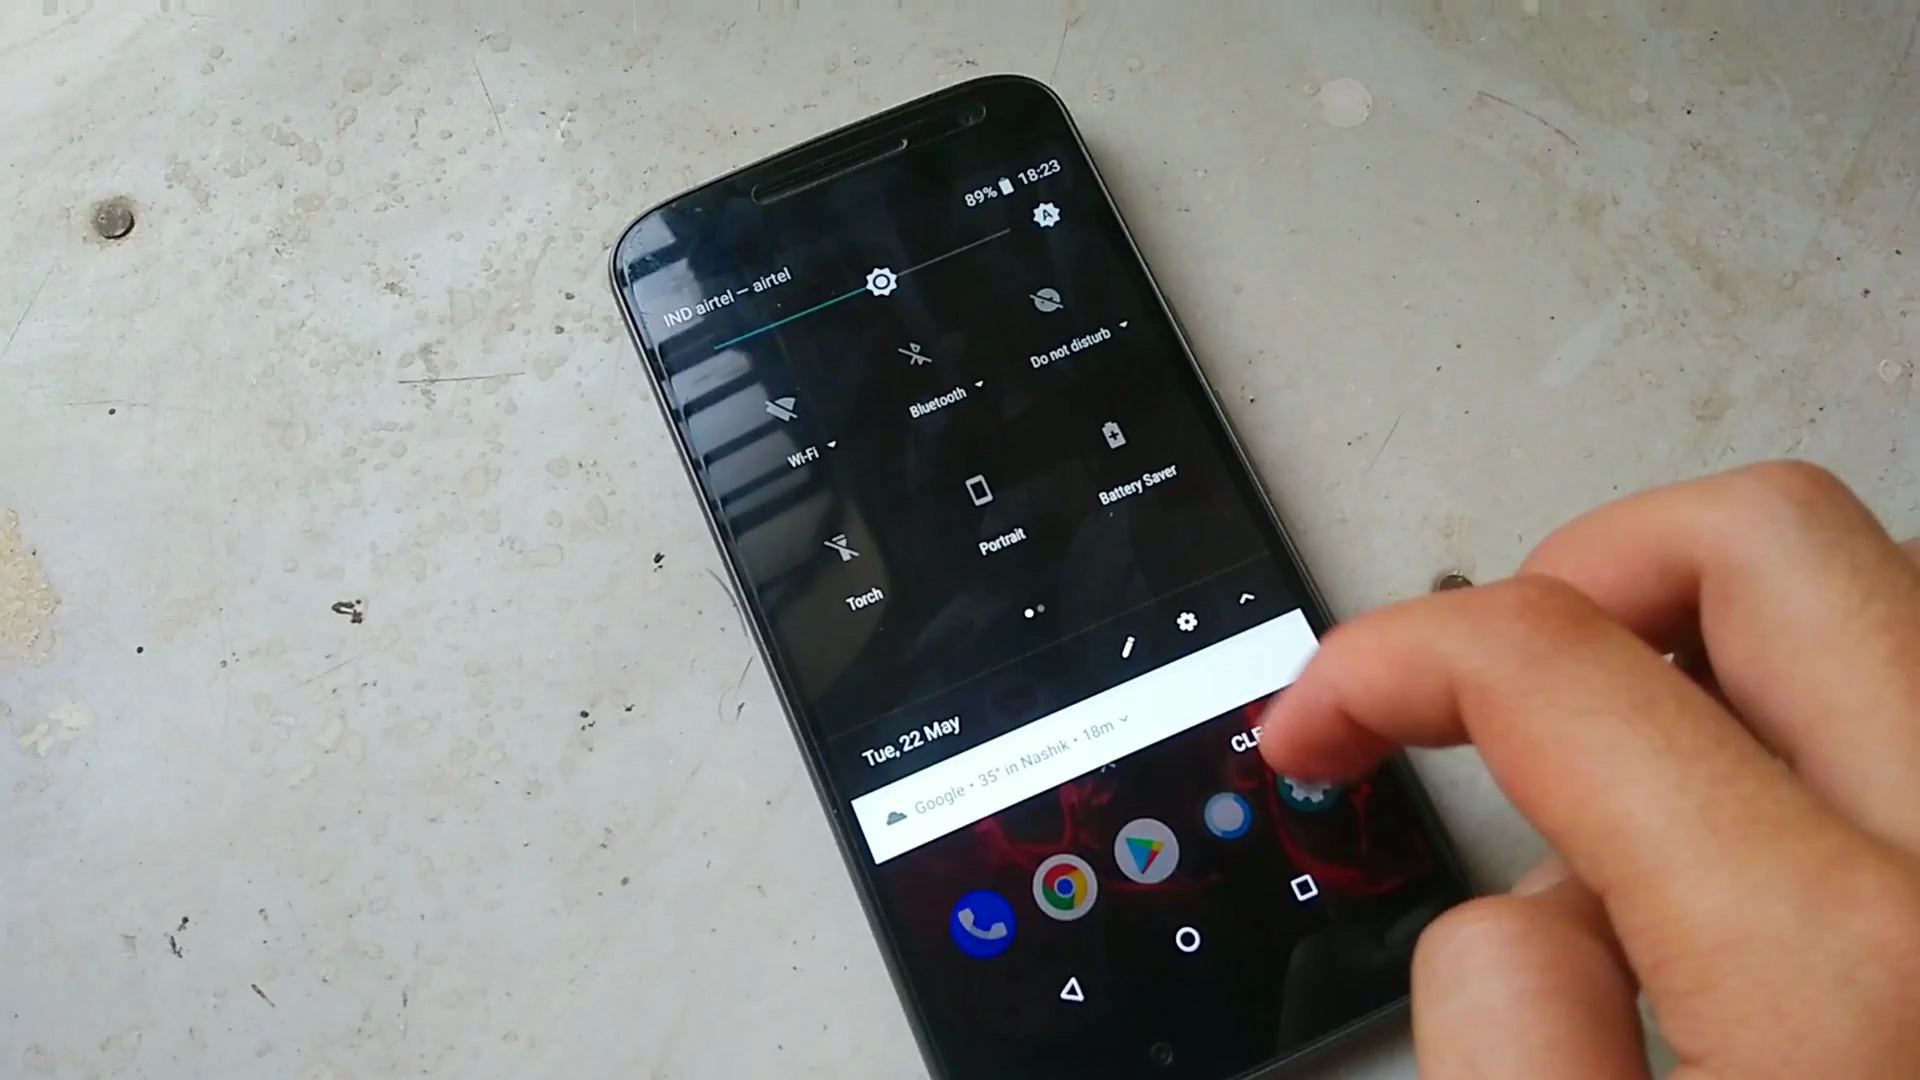 89% 18:23
IND airtel — airtel
Wi-Fi
Bluetooth
Do not disturb
Torch
Portrait
Battery Saver
Tue, 22 May
Google • 35° in Nashik • 18m